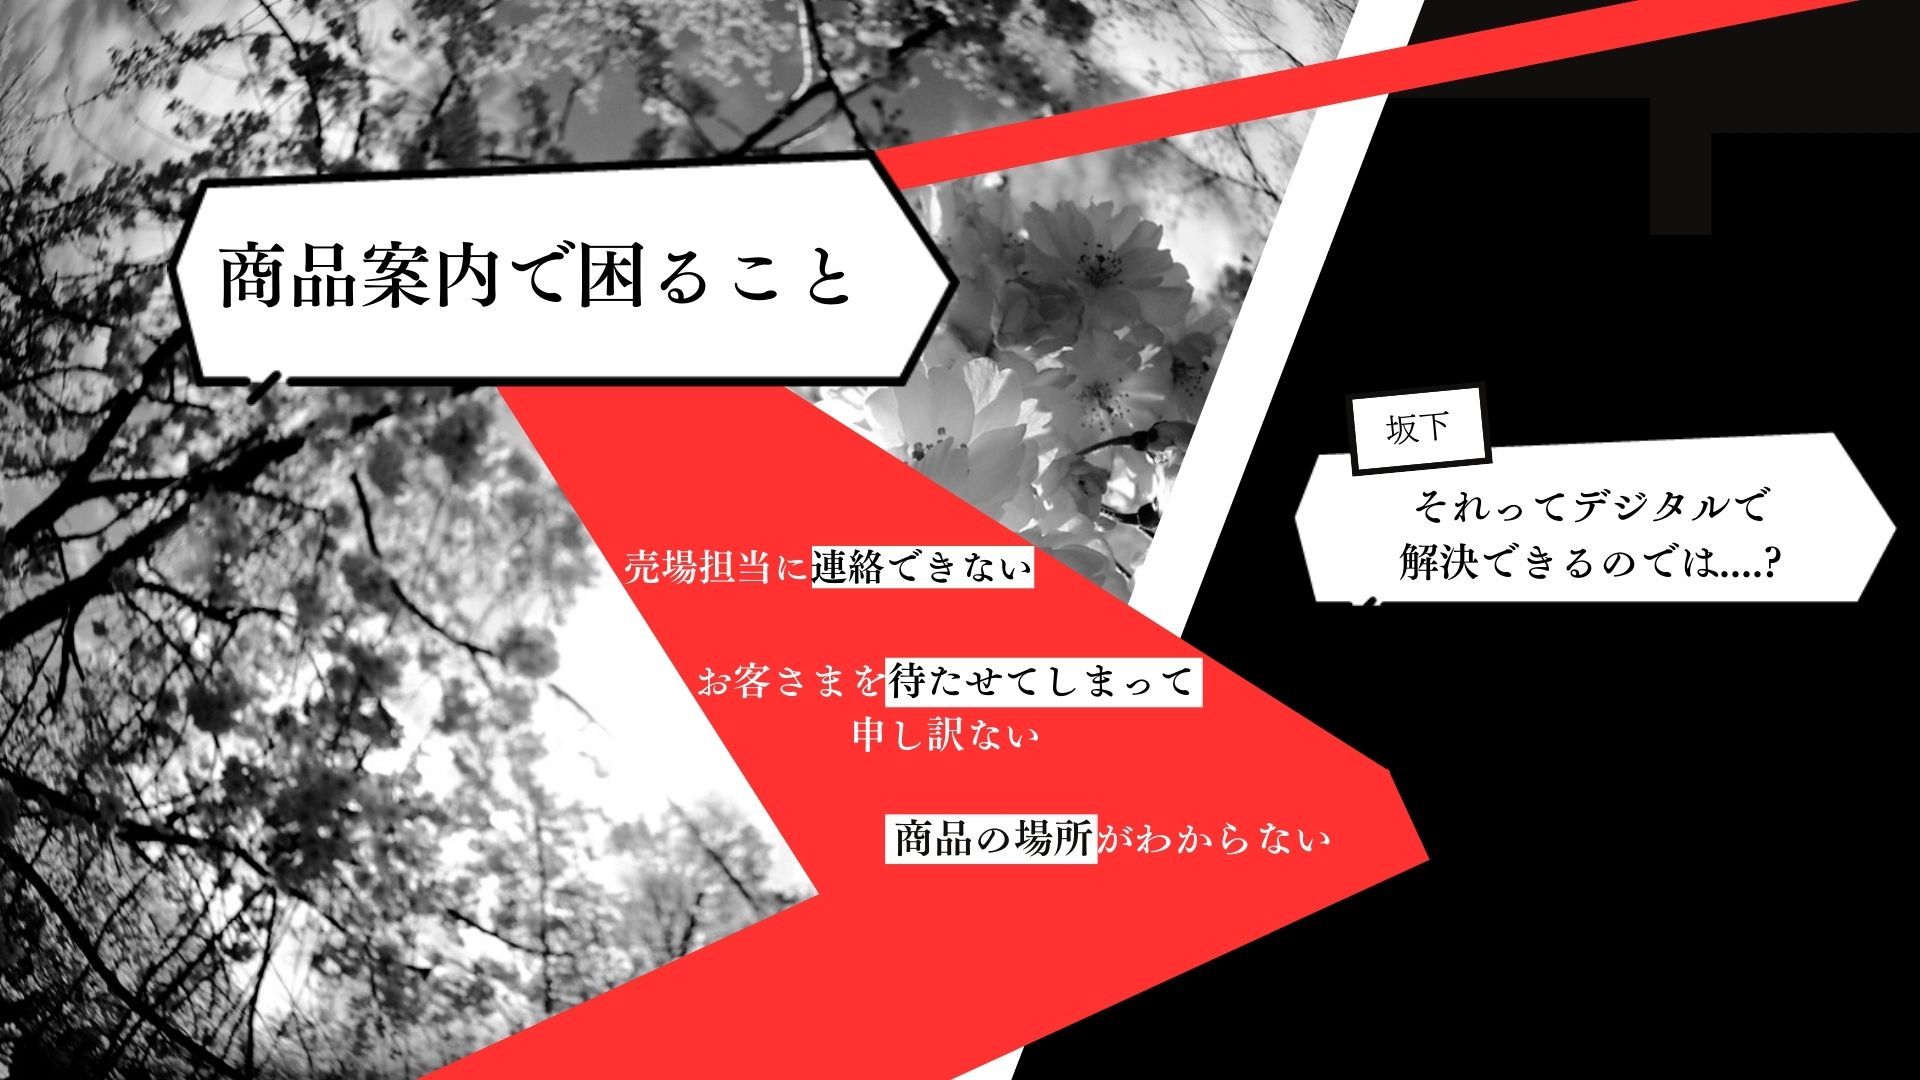 商品案内で困ること
売場担当に連絡できない
お客さまを待たせてしまって
申し訳ない
商品の場所がわからない
坂下
それってデジタルで
解決できるのでは....?